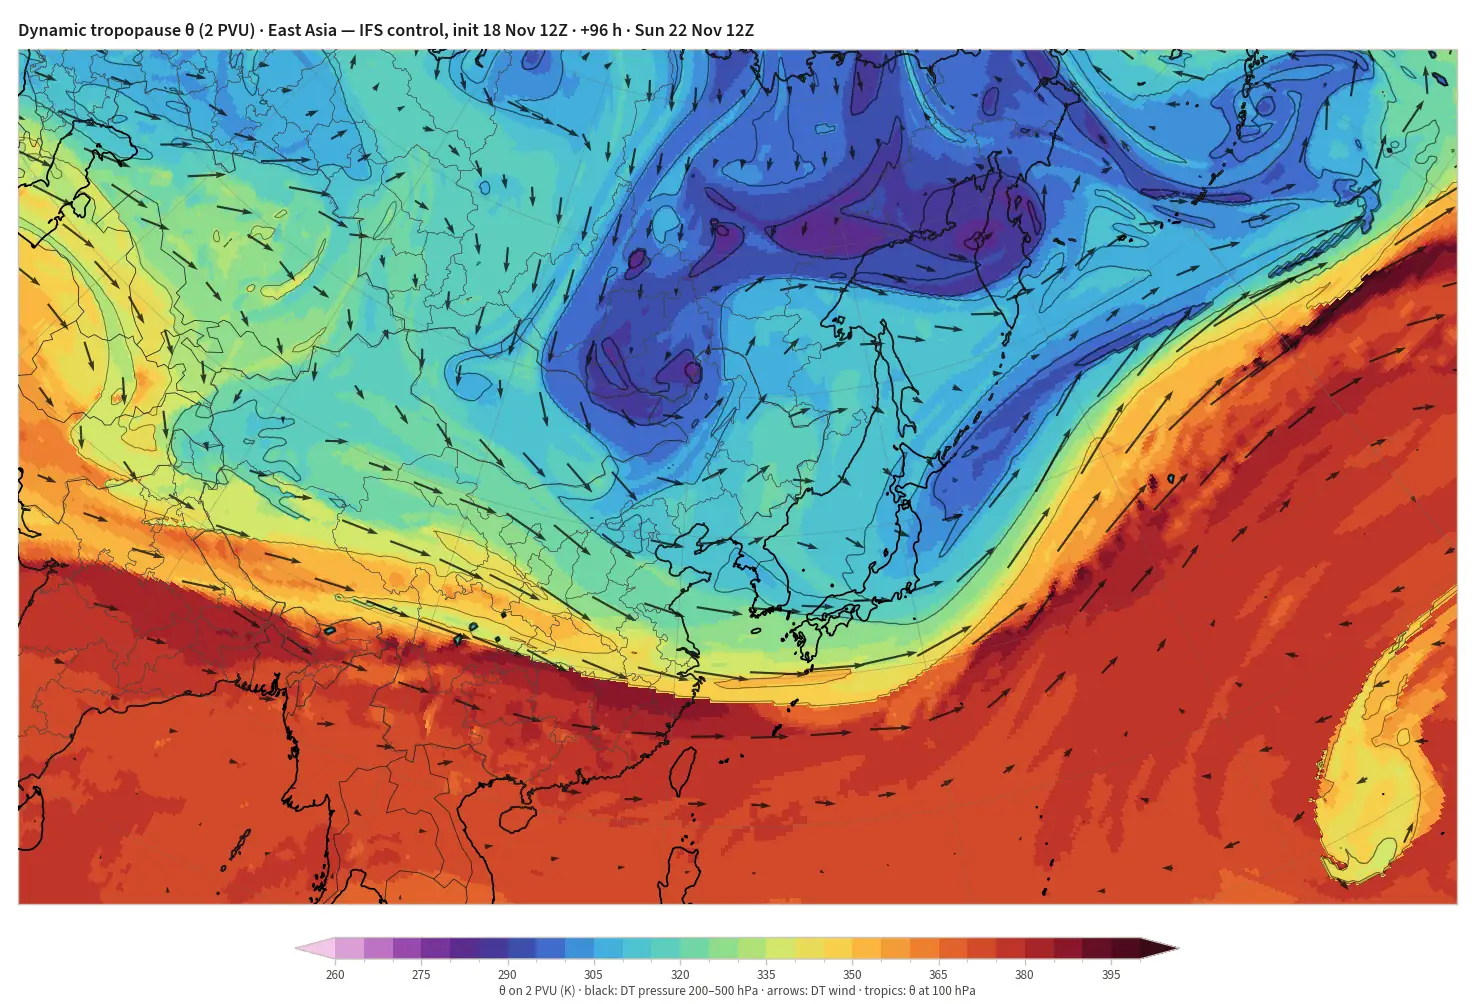 Dynamic tropopause θ (2 PVU) · East Asia — IFS control, init 18 Nov 12Z · +96 h · Sun 22 Nov 12Z
260 275 290 305 320 335 350 365 380 395
θ on 2 PVU (K) · black: DT pressure 200–500 hPa · arrows: DT wind · tropics: θ at 100 hPa